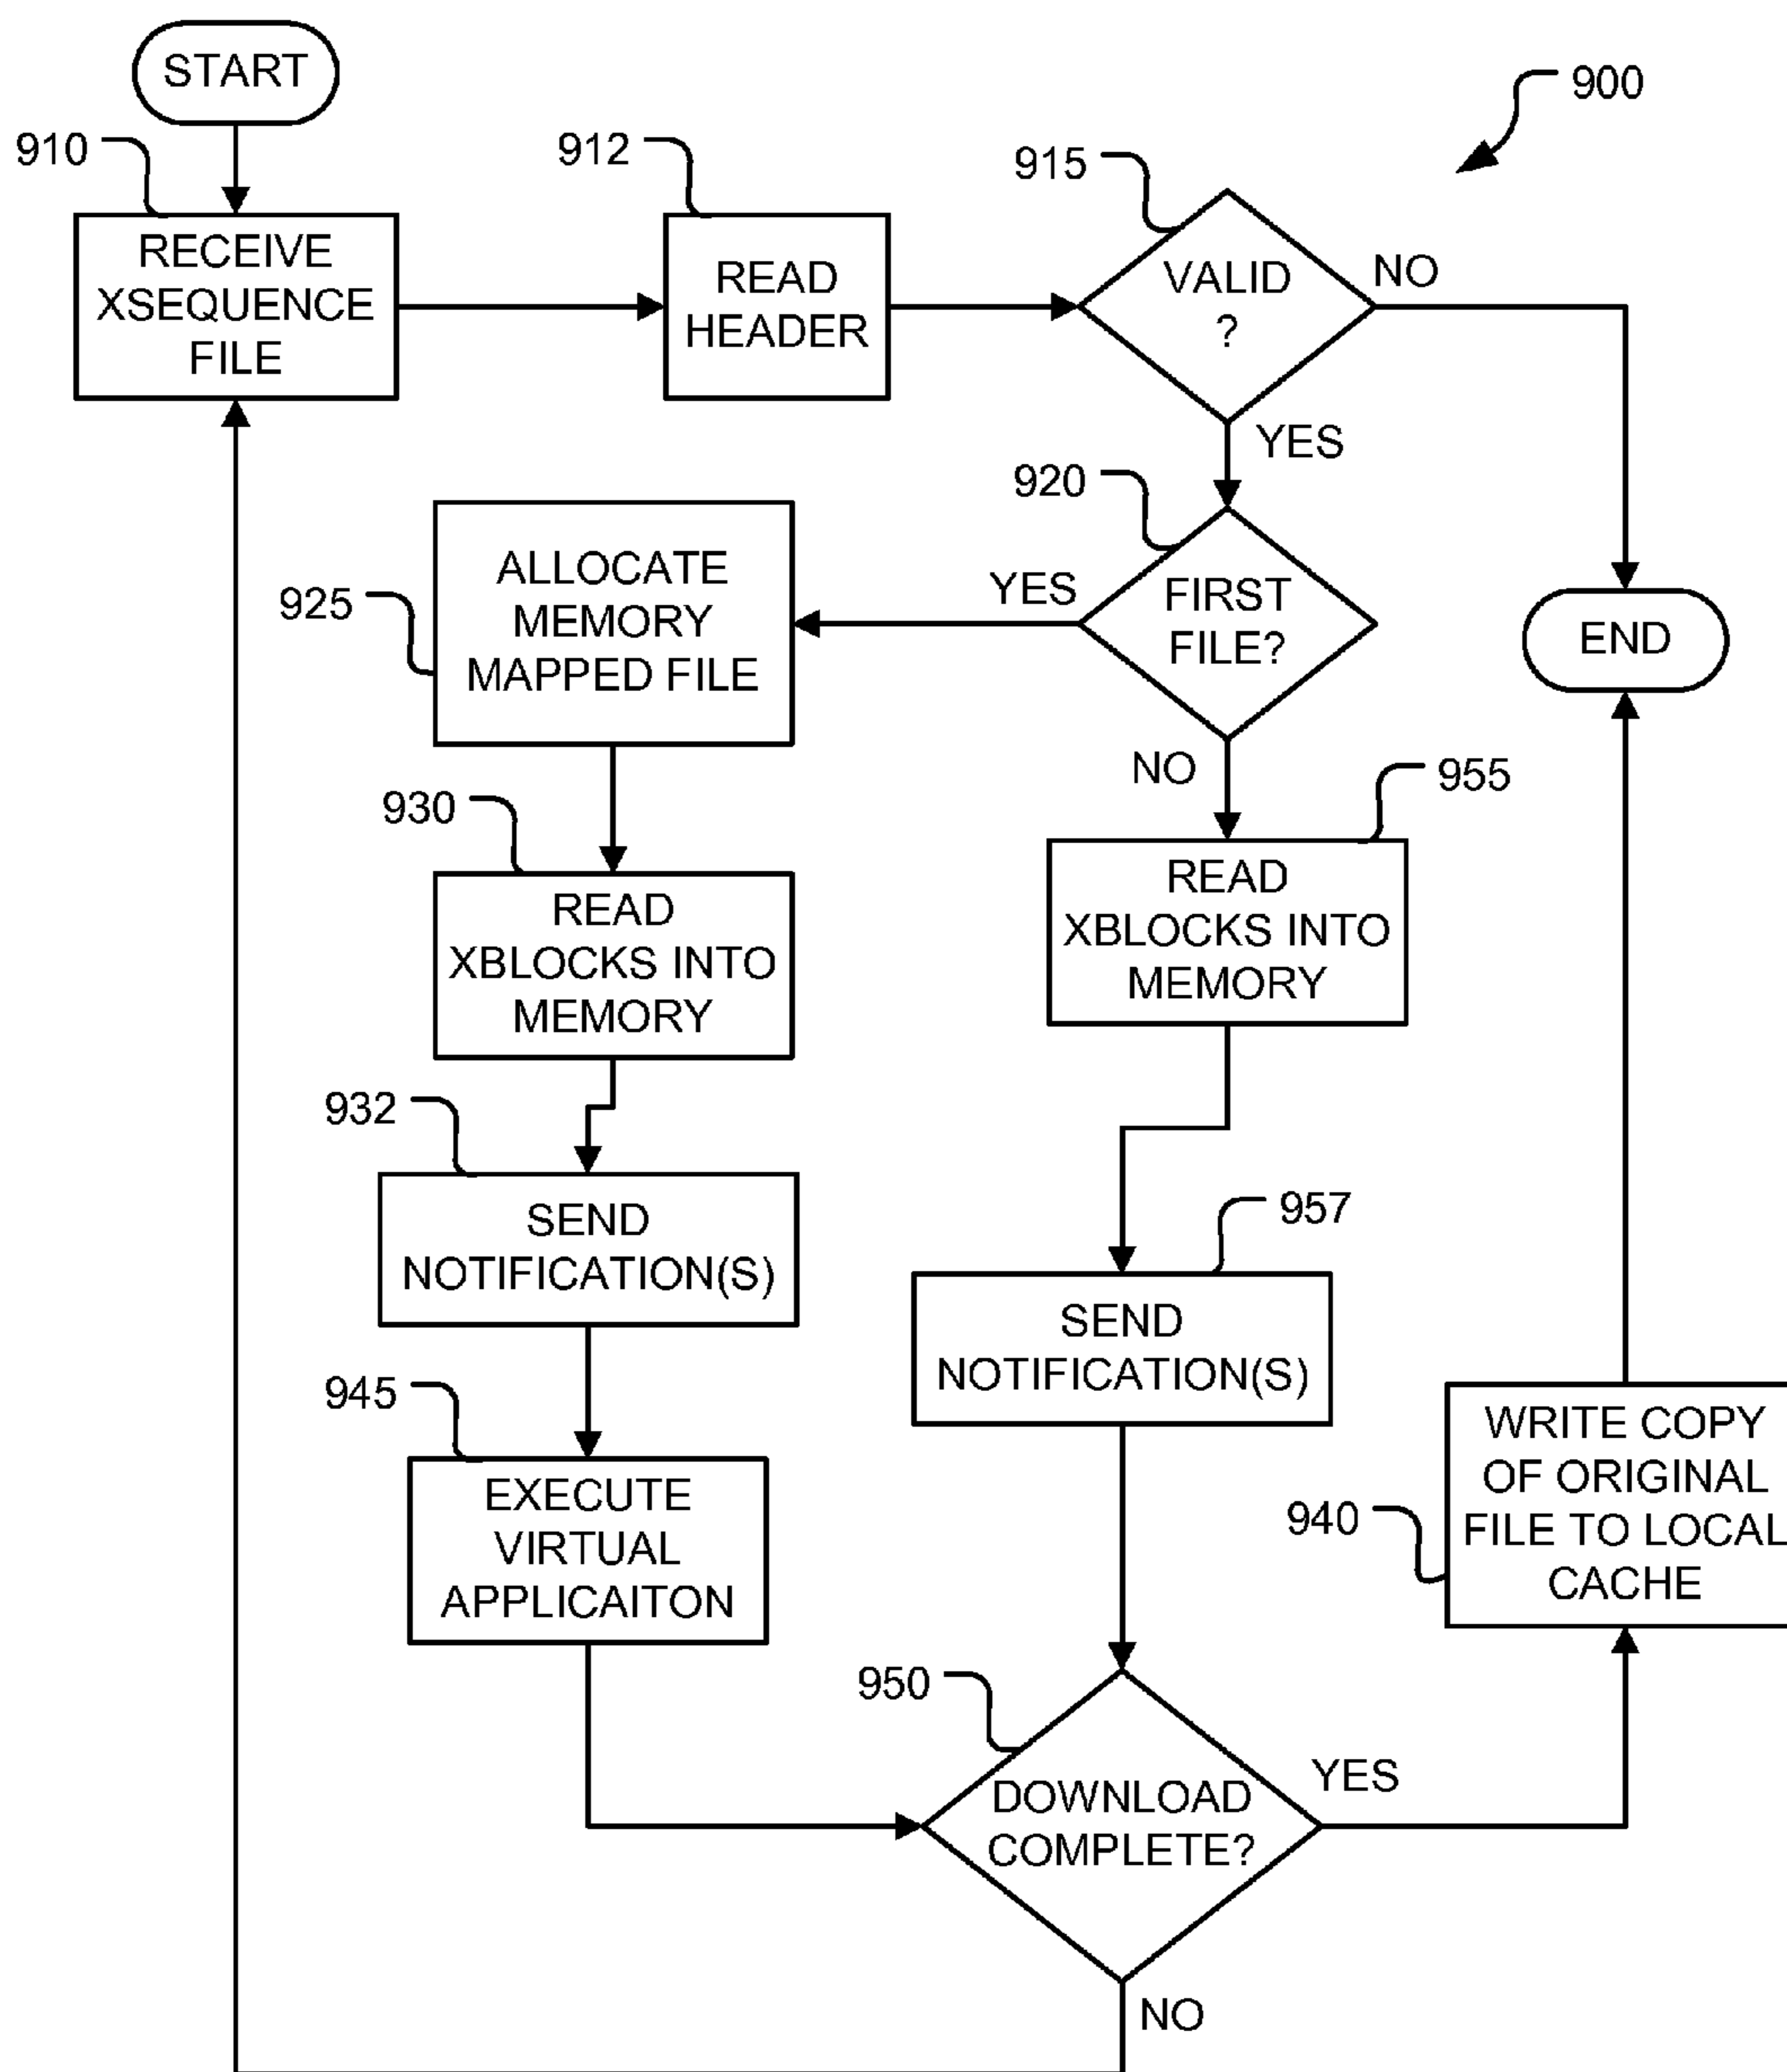 START
900
910
912
915
RECEIVE
XSEQUENCE
FILE
READ
HEADER
VALID
?
NO
YES
920
ALLOCATE
MEMORY
MAPPED FILE
925
YES
FIRST
FILE?
END
NO
955
930
READ
XBLOCKS INTO
MEMORY
READ
XBLOCKS INTO
MEMORY
932
SEND
NOTIFICATION(S)
957
SEND
NOTIFICATION(S)
945
EXECUTE
VIRTUAL
APPLICAITON
WRITE COPY
OF ORIGINAL
FILE TO LOCAL
CACHE
940
950
DOWNLOAD
COMPLETE?
YES
NO